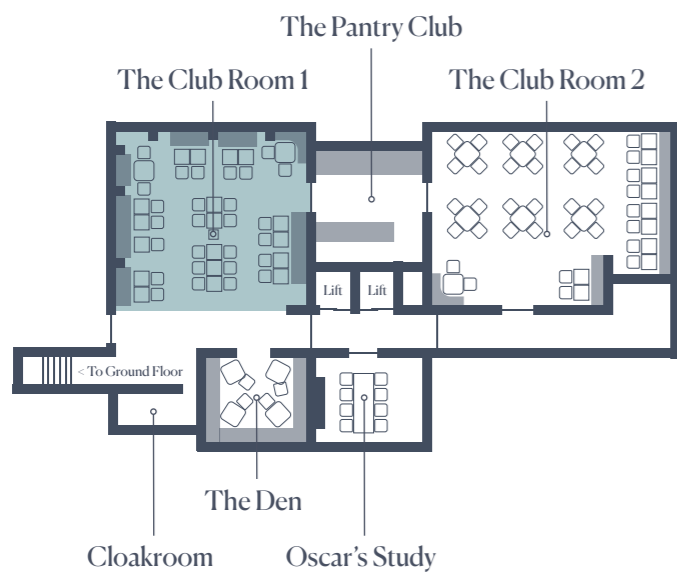 The Pantry Club
The Club Room 1
The Club Room 2
Lift
Lift
< To Ground Floor
The Den
Cloakroom
Oscar's Study